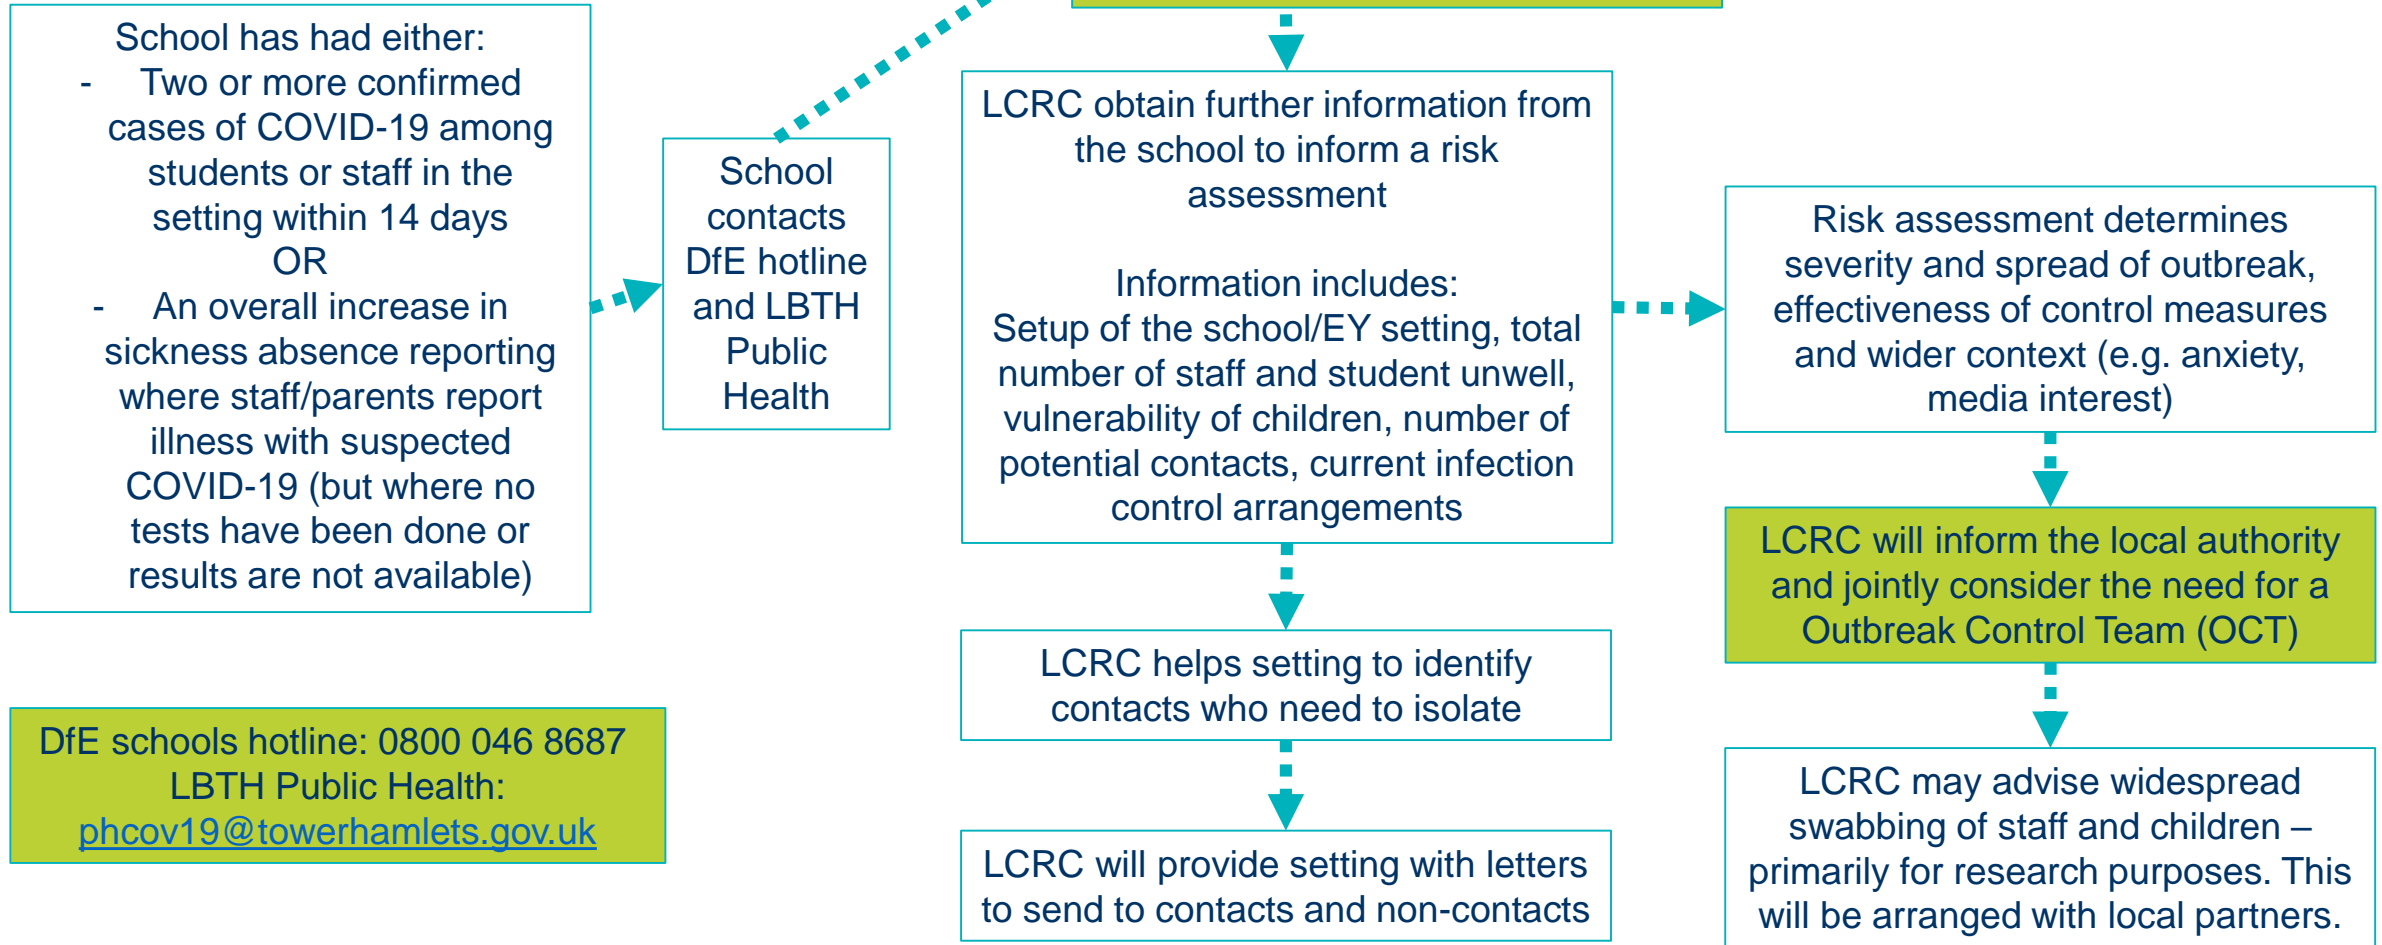 School has had either:
- Two or more confirmed
cases of COVID-19 among
students or staff in the
setting within 14 days
OR
- An overall increase in
sickness absence reporting
where staff/parents report
illness with suspected
COVID-19 (but where no
tests have been done or
results are not available)
School
contacts
DfE hotline
and LBTH
Public
Health
LCRC obtain further information from
the school to inform a risk
assessment
Information includes:
Setup of the school/EY setting, total
number of staff and student unwell,
vulnerability of children, number of
potential contacts, current infection
control arrangements
Risk assessment determines
severity and spread of outbreak,
effectiveness of control measures
and wider context (e.g. anxiety,
media interest)
LCRC will inform the local authority
and jointly consider the need for a
Outbreak Control Team (OCT)
LCRC helps setting to identify
contacts who need to isolate
DfE schools hotline: 0800 046 8687
LBTH Public Health:
phcov19@towerhamlets.gov.uk
LCRC will provide setting with letters
to send to contacts and non-contacts
LCRC may advise widespread
swabbing of staff and children –
primarily for research purposes. This
will be arranged with local partners.